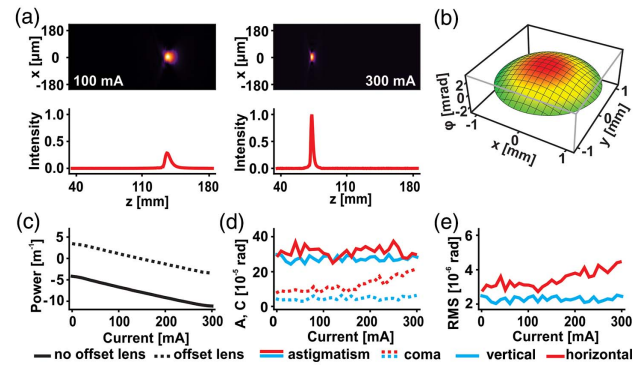 (a)
x [µm]
180
0
-180
100 mA
180
0
-180
300 mA
Intensity
1.0
0.5
0.0
40 110 180
z [mm]
Intensity
1.0
0.5
0.0
40 110 180
z [mm]
(b)
φ [mrad]
2
0
-2
-1 0 1
x [mm]
-1 0 1
y [mm]
(c)
Power [m⁻¹]
5
0
-5
-10
0 100 200 300
Current [mA]
(d)
A, C [10⁻⁵ rad]
40
20
0
0 100 200 300
Current [mA]
(e)
RMS [10⁻⁶ rad]
6
4
2
0 100 200 300
Current [mA]
no offset lens offset lens astigmatism coma vertical horizontal